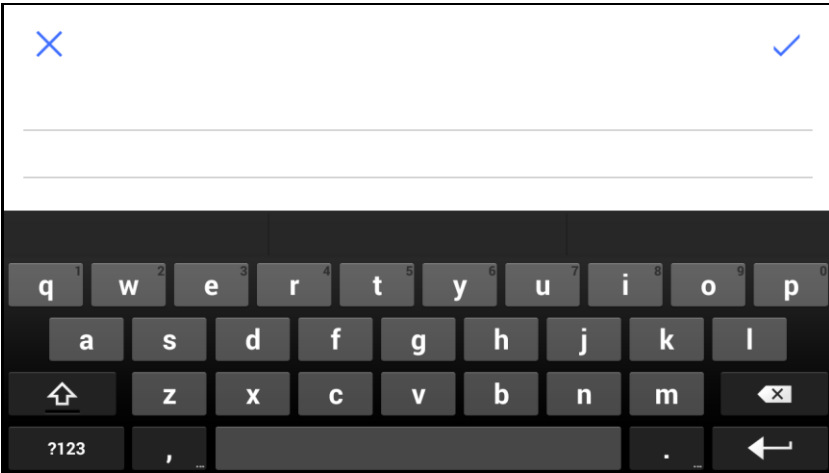 1 2 3 4 5 6 7 8 9 0
q w e r t y u i o p
a s d f g h j k l
z x c v b n m
?123 , ... . ...